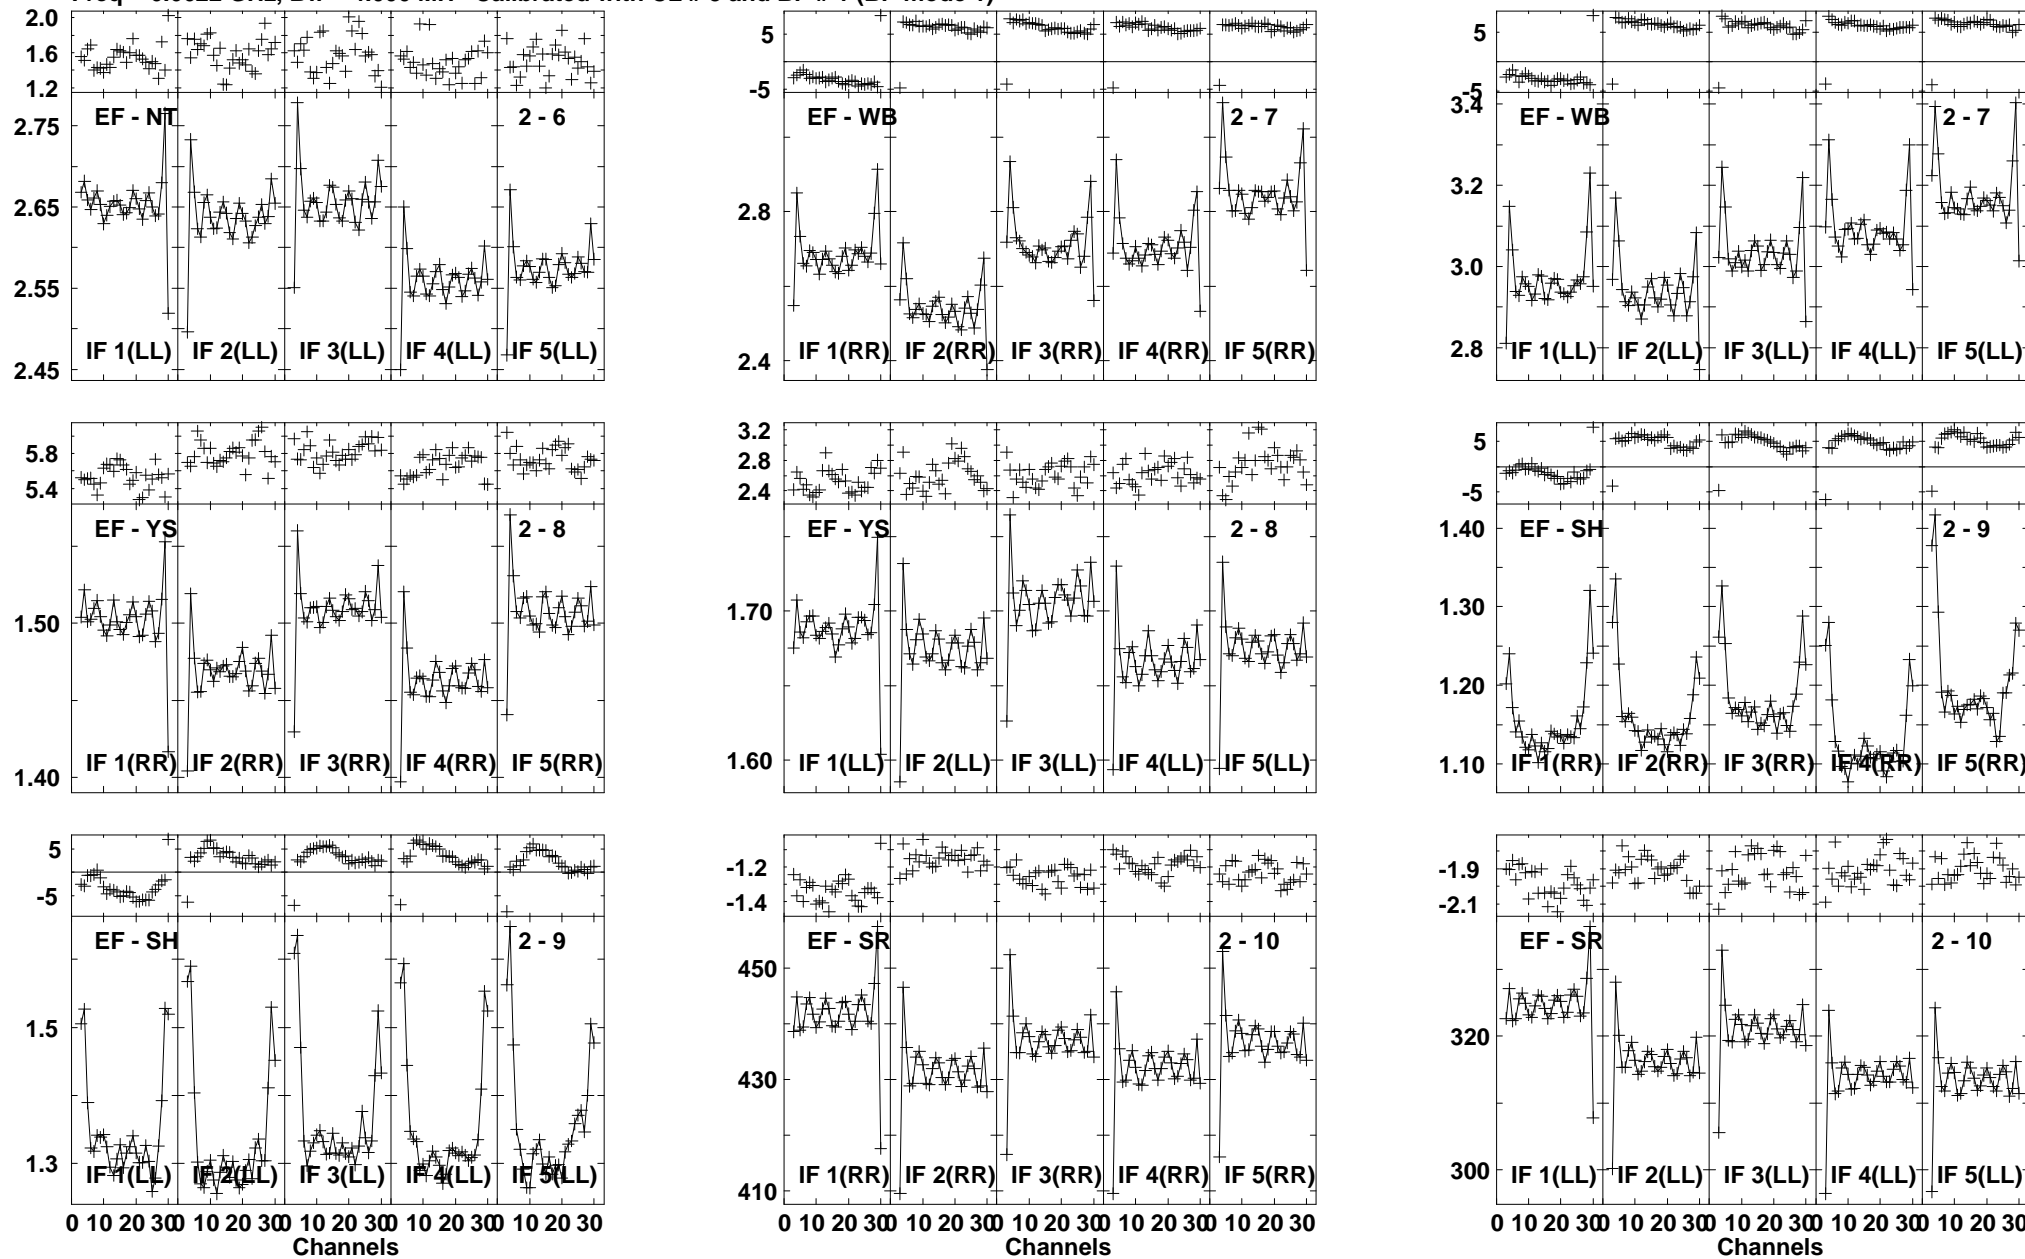 2.0
1.6
1.2
2.75
2.65
2.55
2.45
EF - NT 2 - 6
IF 1(LL) IF 2(LL) IF 3(LL) IF 4(LL) IF 5(LL)
5
-5
2.8
2.4
EF - WB 2 - 7
IF 1(RR) IF 2(RR) IF 3(RR) IF 4(RR) IF 5(RR)
5
-5
3.4
3.2
3.0
2.8
EF - WB 2 - 7
IF 1(LL) IF 2(LL) IF 3(LL) IF 4(LL) IF 5(LL)
5.8
5.4
1.50
1.40
EF - YS 2 - 8
IF 1(RR) IF 2(RR) IF 3(RR) IF 4(RR) IF 5(RR)
3.2
2.8
2.4
1.70
1.60
EF - YS 2 - 8
IF 1(LL) IF 2(LL) IF 3(LL) IF 4(LL) IF 5(LL)
5
-5
1.40
1.30
1.20
1.10
EF - SH 2 - 9
IF 1(RR) IF 2(RR) IF 3(RR) IF 4(RR) IF 5(RR)
5
-5
1.5
1.3
EF - SH 2 - 9
IF 1(LL) IF 2(LL) IF 3(LL) IF 4(LL) IF 5(LL)
0 10 20 30 0 10 20 30 0 10 20 30 0 10 20 30 0 10 20 30
Channels
-1.2
-1.4
450
430
410
EF - SR 2 - 10
IF 1(RR) IF 2(RR) IF 3(RR) IF 4(RR) IF 5(RR)
0 10 20 30 0 10 20 30 0 10 20 30 0 10 20 30 0 10 20 30
Channels
-1.9
-2.1
320
300
EF - SR 2 - 10
IF 1(LL) IF 2(LL) IF 3(LL) IF 4(LL) IF 5(LL)
0 10 20 30 0 10 20 30 0 10 20 30 0 10 20 30 0 10 20 30
Channels